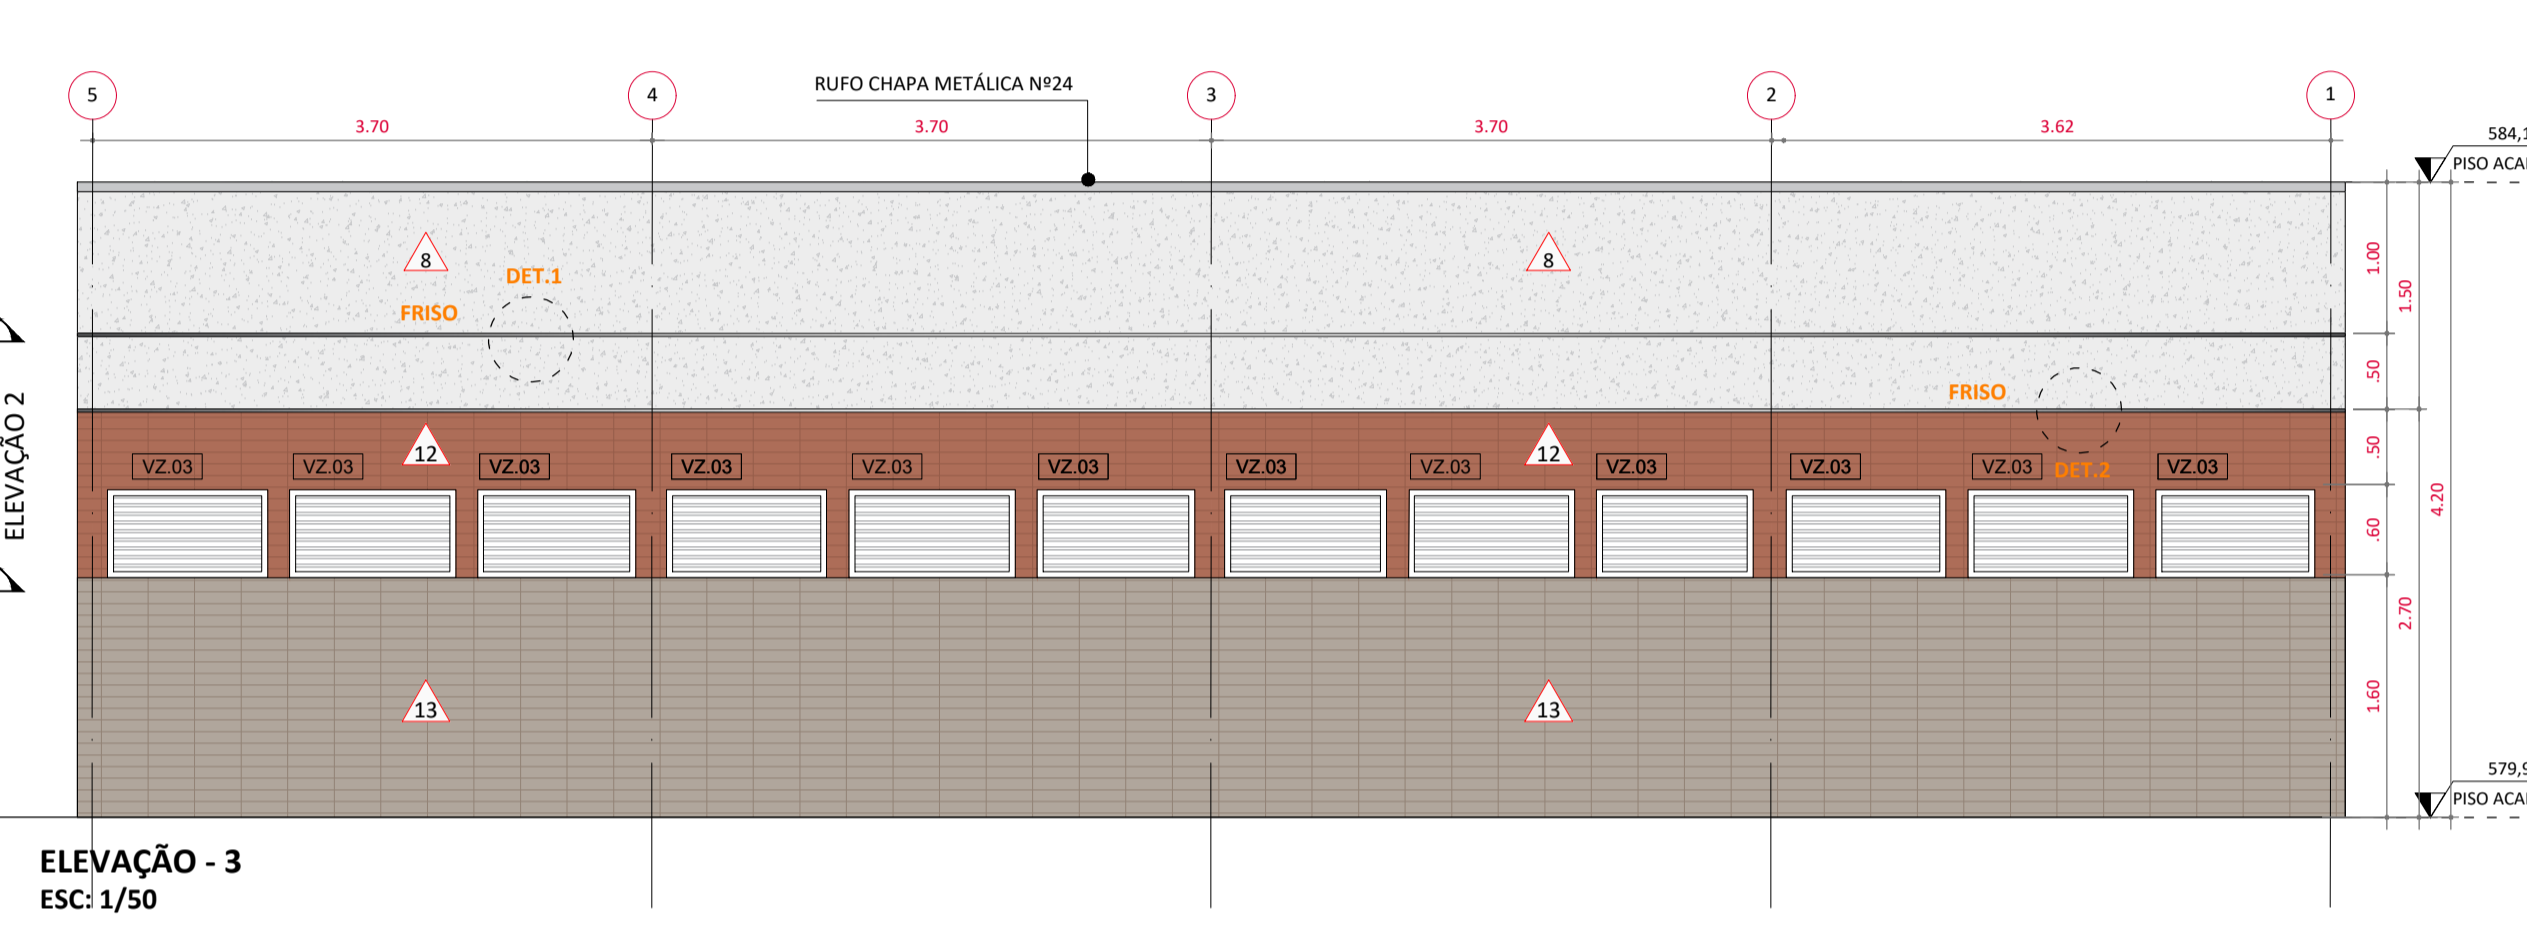 5
4
3
2
1
RUFO CHAPA METÁLICA Nº24
3.70
3.70
3.70
3.62
584,1
PISO ACA
8
8
DET.1
FRISO
1.00
1.50
.50
FRISO
ELEVAÇÃO 2
12
12
.50
VZ.03
VZ.03
VZ.03
VZ.03
VZ.03
VZ.03
VZ.03
VZ.03
VZ.03
VZ.03
VZ.03
VZ.03
DET.2
4.20
.60
2.70
13
13
1.60
579,9
PISO ACA
ELEVAÇÃO - 3
ESC: 1/50